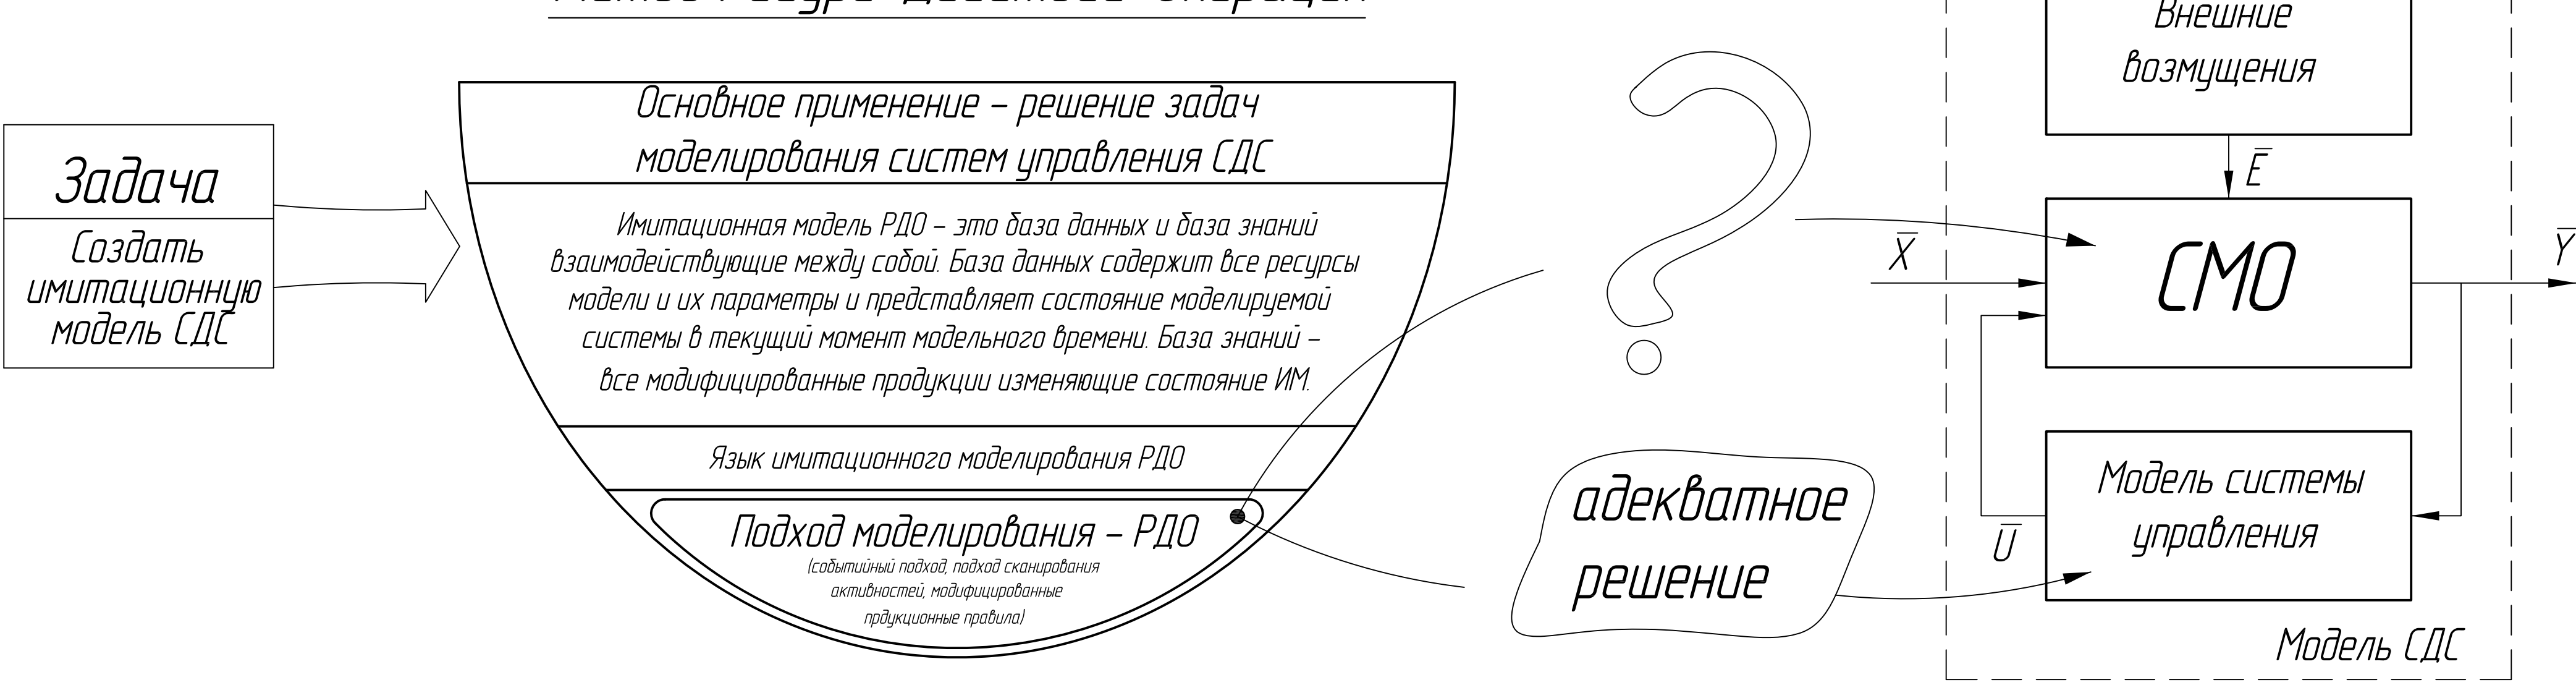 Задача
Создать
имитационную
модель СДС
Основное применение – решение задач
моделирования систем управления СДС
Имитационная модель РДО – это база данных и база знаний
взаимодействующие между собой. База данных содержит все ресурсы
модели и их параметры и представляет состояние моделируемой
системы в текущий момент модельного времени. База знаний –
все модифицированные продукции изменяющие состояние ИМ.
Язык имитационного моделирования РДО
Подход моделирования – РДО
(событийный подход, подход сканирования
активностей, модифицированные
прдукционные правила)
?
адекватное
решение
Внешние
возмущения
E̅
X̅
СМО
Y̅
Модель системы
управления
U̅
Модель СДС